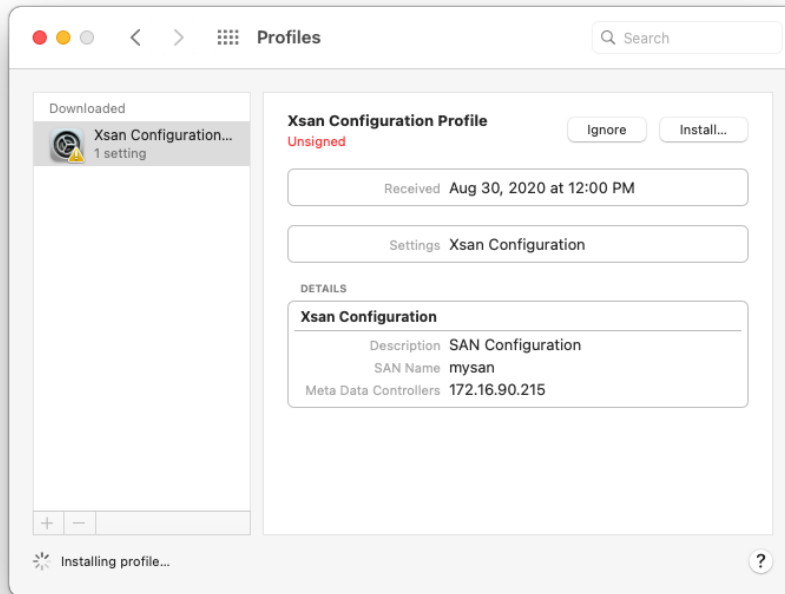 Profiles
Search
Downloaded
Xsan Configuration...
1 setting
Xsan Configuration Profile
Unsigned
Ignore
Install...
Received Aug 30, 2020 at 12:00 PM
Settings Xsan Configuration
DETAILS
Xsan Configuration
Description SAN Configuration
SAN Name mysan
Meta Data Controllers 172.16.90.215
+ −
Installing profile...
?